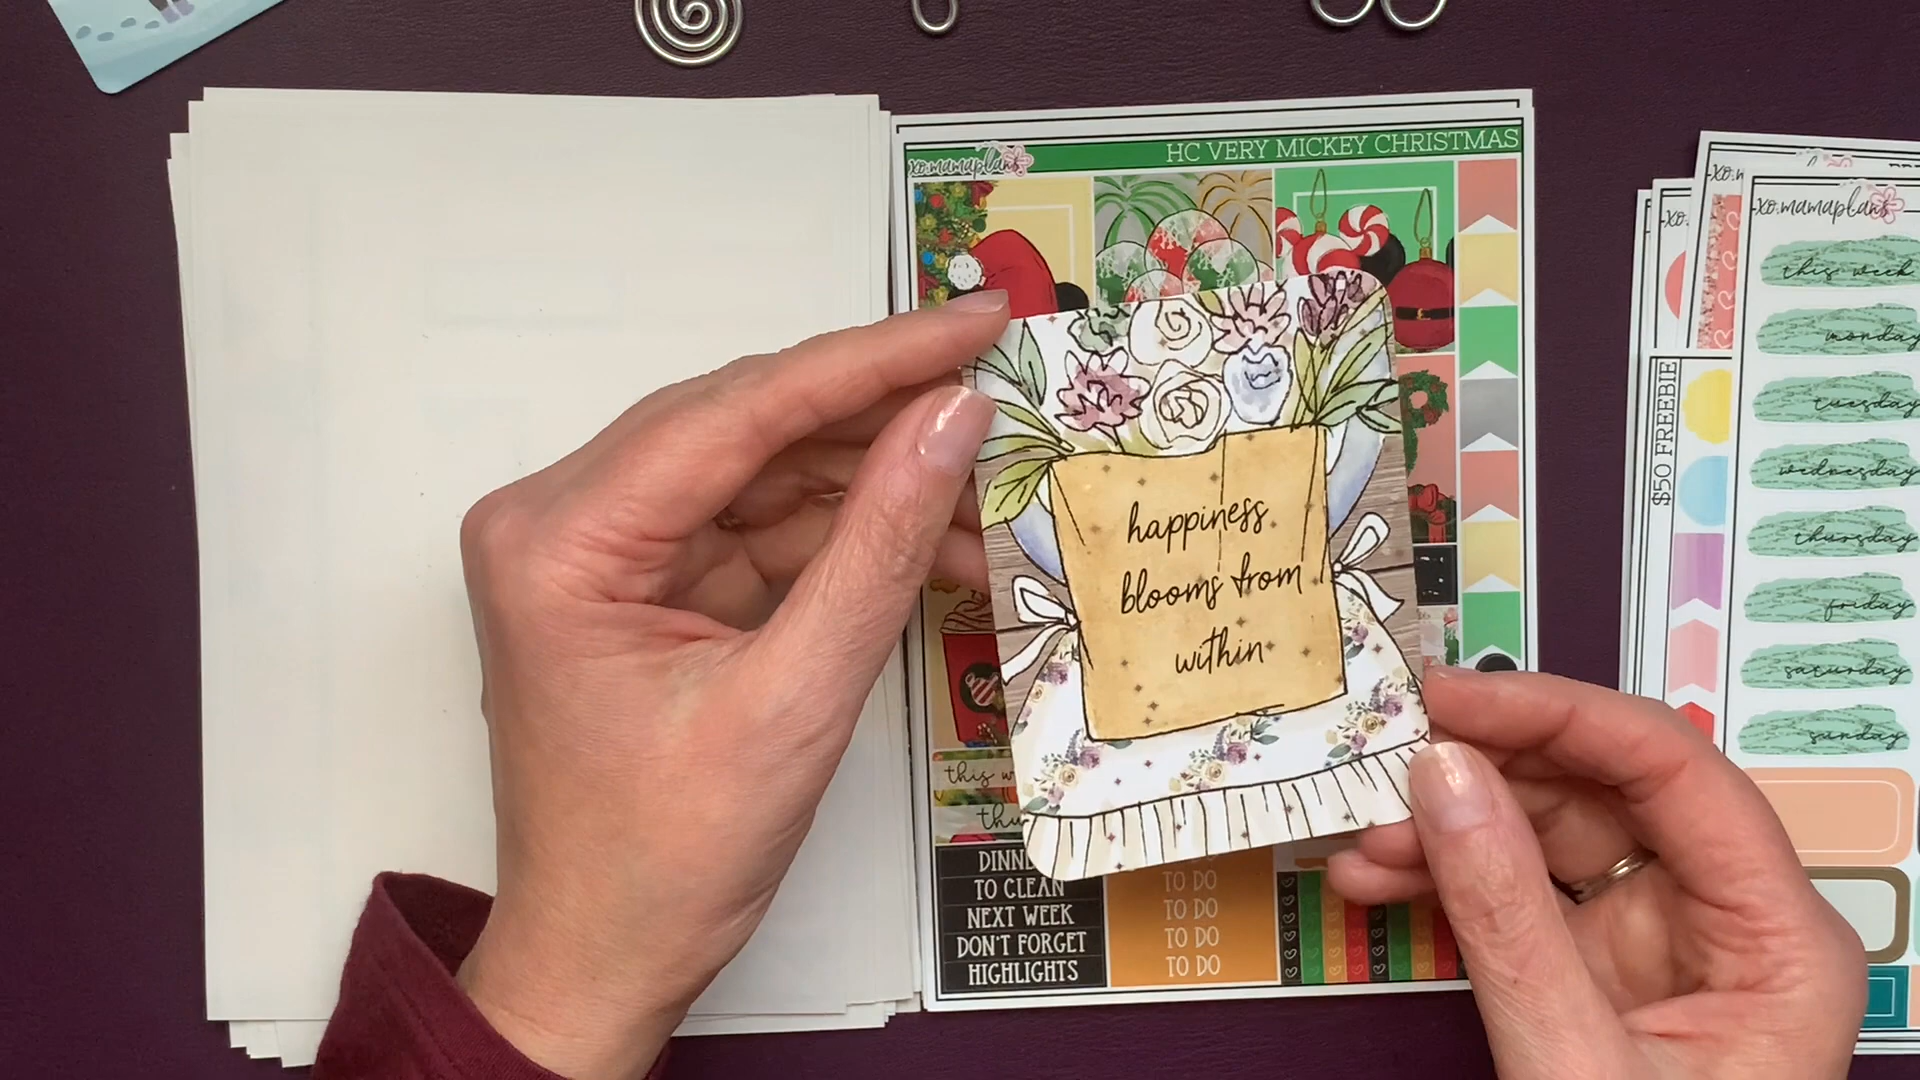 HC VERY MICKEY CHRISTMAS
xo.mamaplans
happiness
blooms from
within
this
TO CLEAN
NEXT WEEK
DON'T FORGET
HIGHLIGHTS
TO DO
TO DO
TO DO
TO DO
$50 FREEBIE
xo.mamaplans
this week
monday
tuesday
wednesday
thursday
friday
saturday
sunday